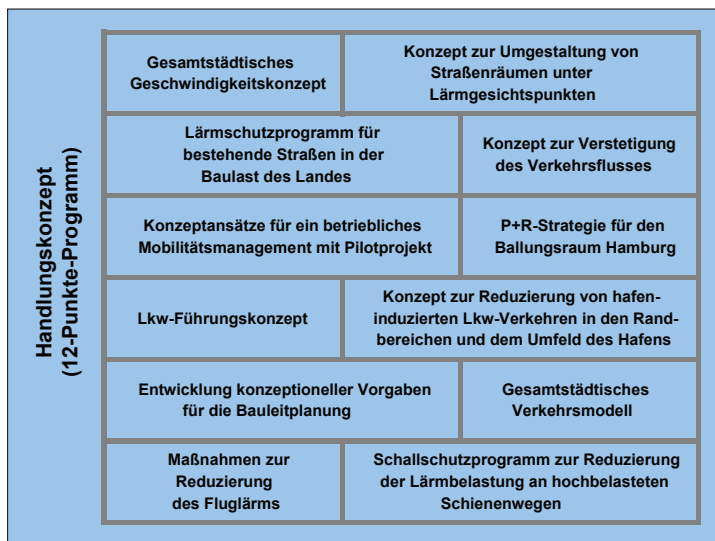 Handlungskonzept
(12-Punkte-Programm)
Gesamtstädtisches
Geschwindigkeitskonzept
Konzept zur Umgestaltung von
Straßenräumen unter
Lärmgesichtspunkten
Lärmschutzprogramm für
bestehende Straßen in der
Baulast des Landes
Konzept zur Verstetigung
des Verkehrsflusses
Konzeptansätze für ein betriebliches
Mobilitätsmanagement mit Pilotprojekt
P+R-Strategie für den
Ballungsraum Hamburg
Lkw-Führungskonzept
Konzept zur Reduzierung von hafen-
induzierten Lkw-Verkehren in den Rand-
bereichen und dem Umfeld des Hafens
Entwicklung konzeptioneller Vorgaben
für die Bauleitplanung
Gesamtstädtisches
Verkehrsmodell
Maßnahmen zur
Reduzierung
des Fluglärms
Schallschutzprogramm zur Reduzierung
der Lärmbelastung an hochbelasteten
Schienenwegen